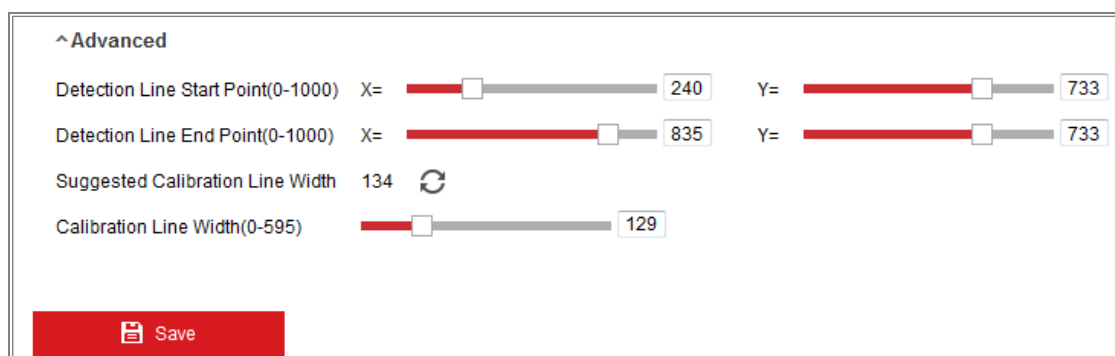 ^Advanced
Detection Line Start Point(0-1000) X= 240 Y= 733
Detection Line End Point(0-1000) X= 835 Y= 733
Suggested Calibration Line Width 134
Calibration Line Width(0-595) 129
Save